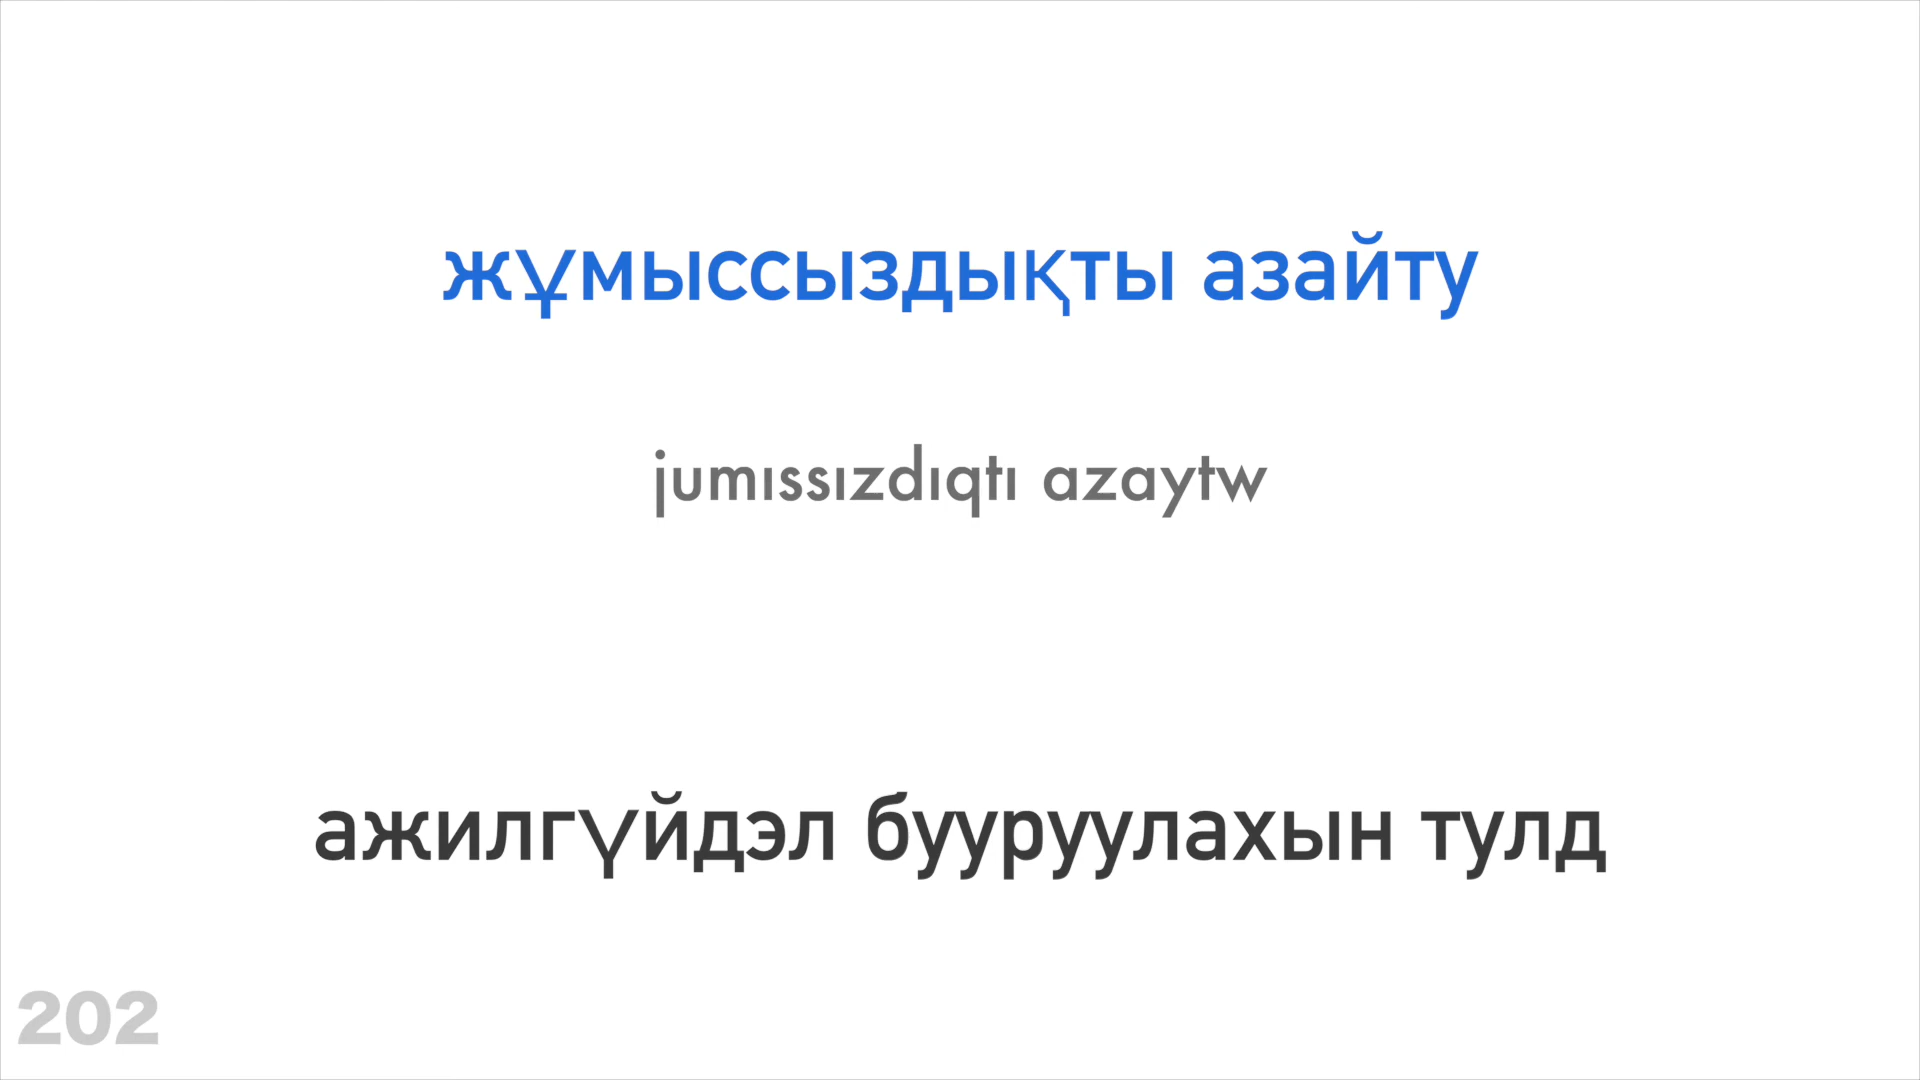 жұмыссыздықты азайту
jumıssızdıqtı azaytw
ажилгүйдэл бууруулахын тулд
202